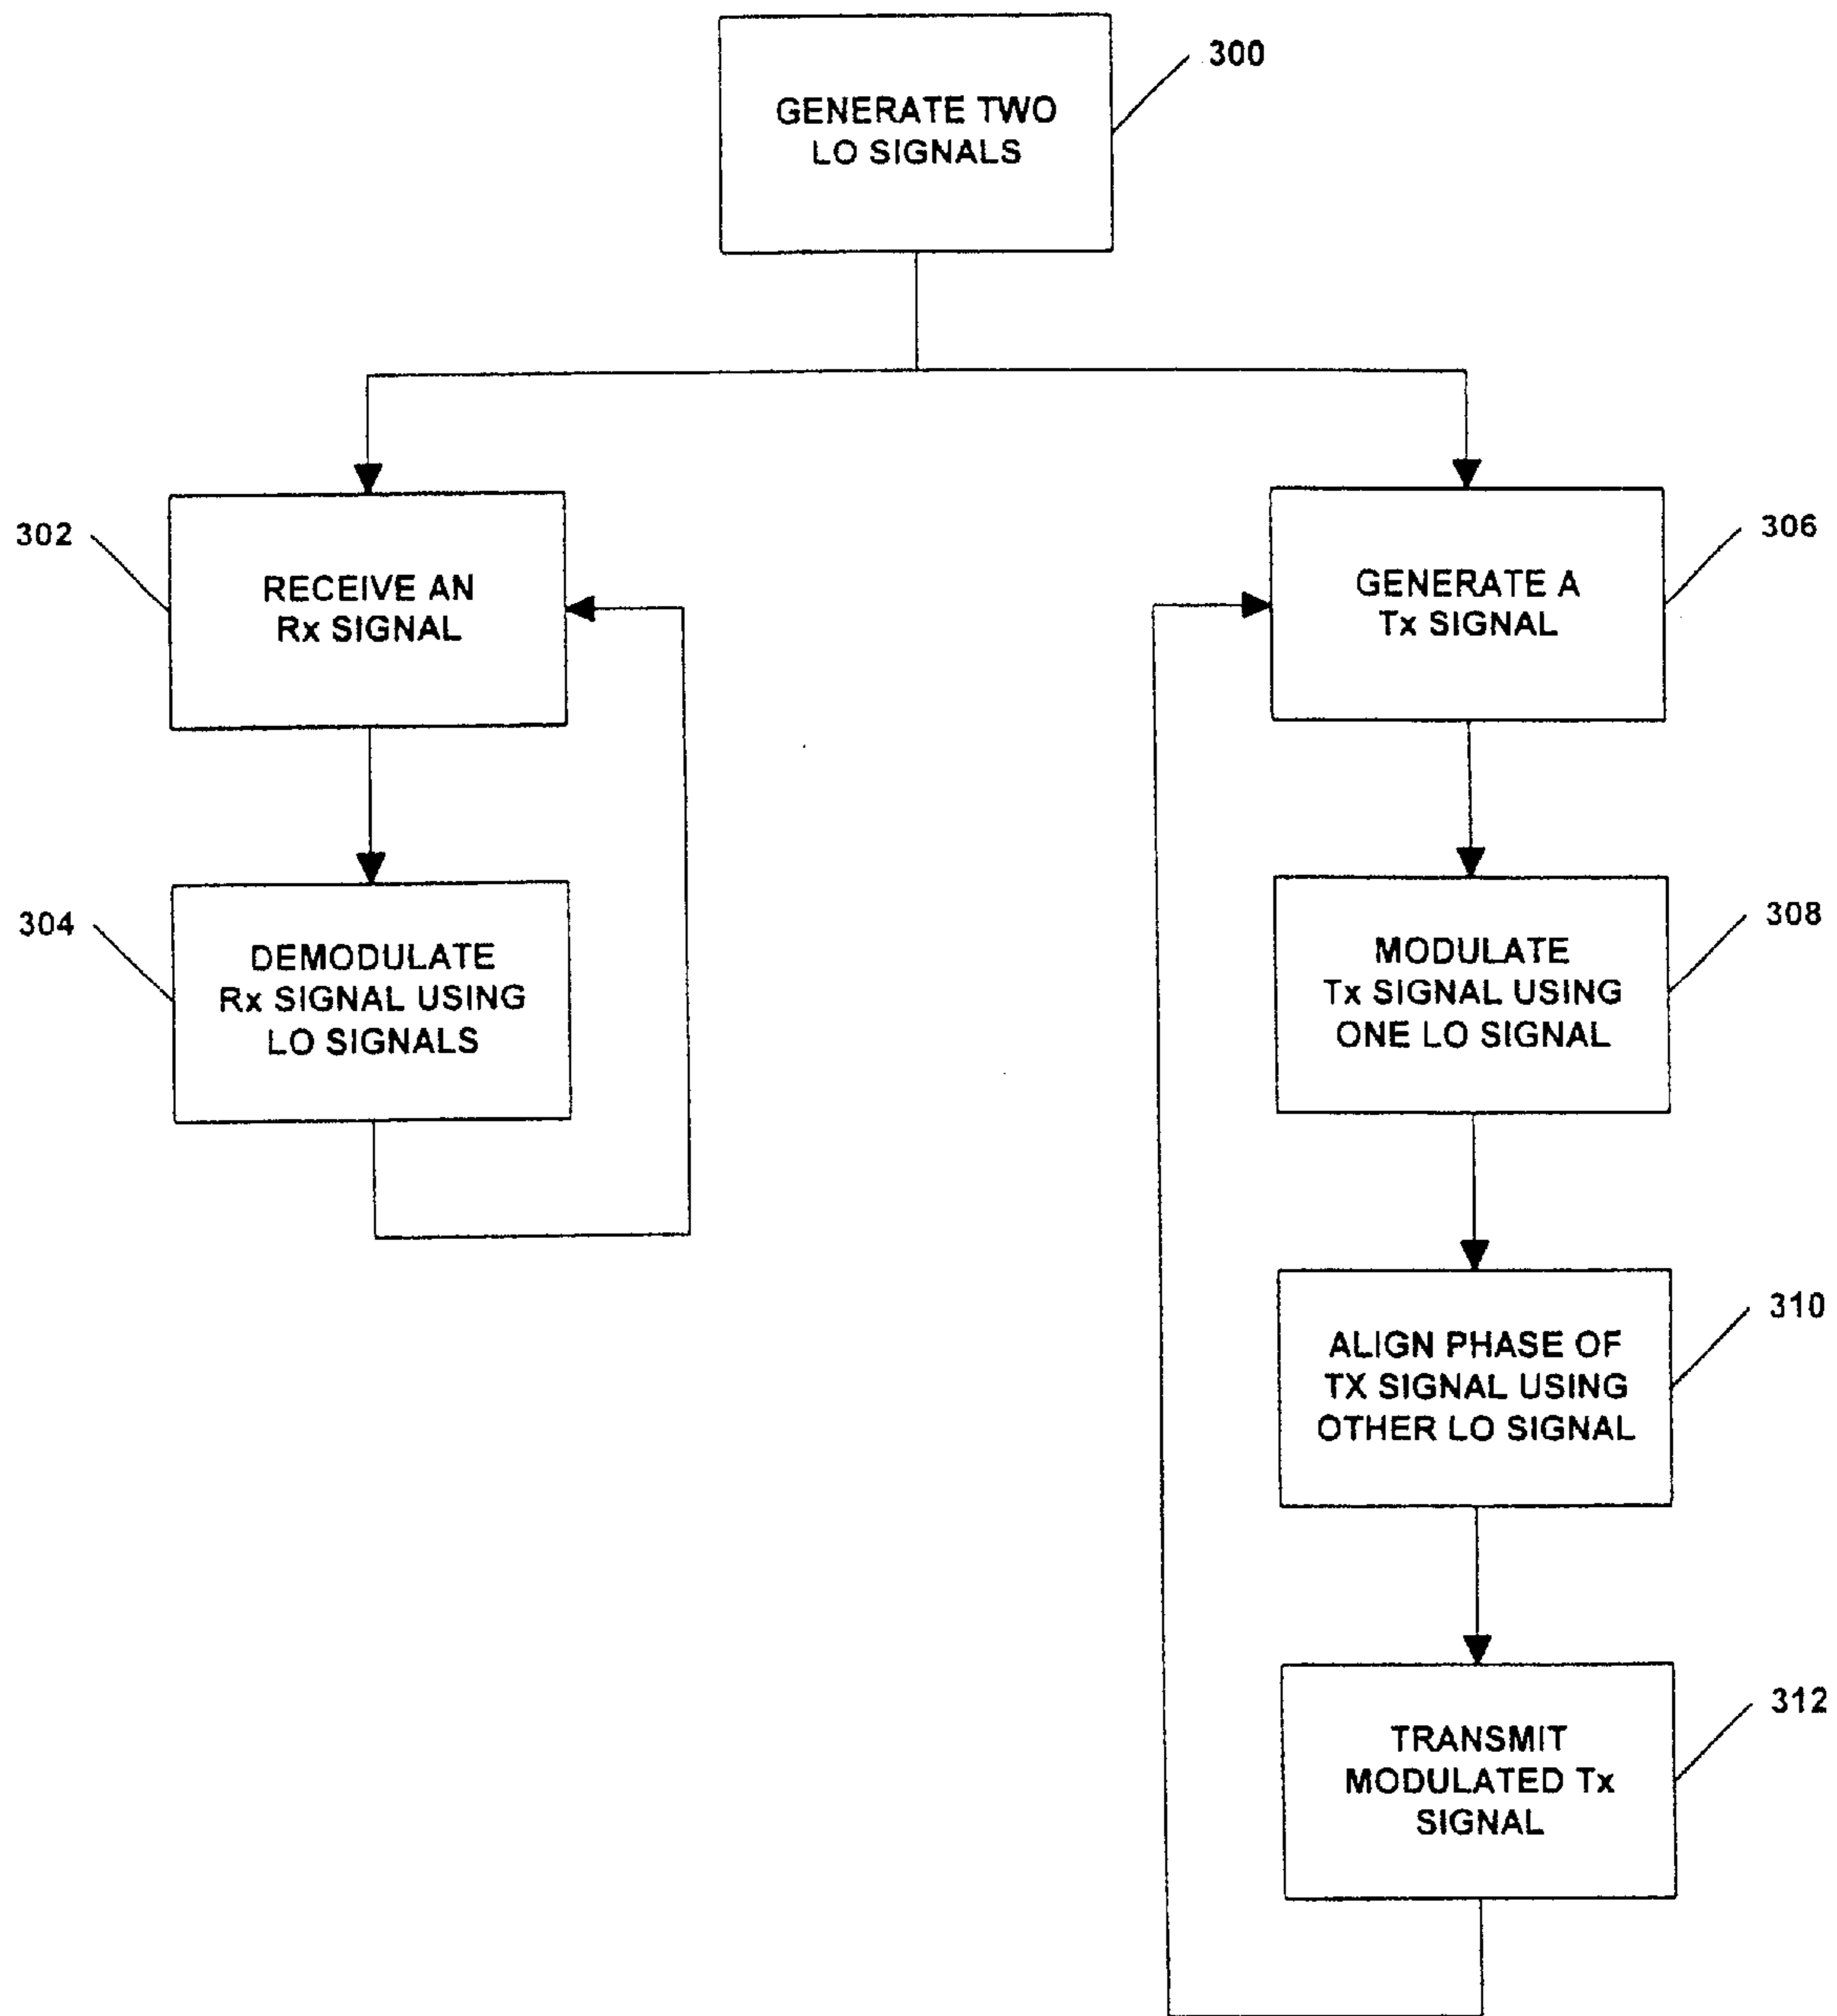 300
GENERATE TWO
LO SIGNALS
302
RECEIVE AN
Rx SIGNAL
304
DEMODULATE
Rx SIGNAL USING
LO SIGNALS
306
GENERATE A
Tx SIGNAL
308
MODULATE
Tx SIGNAL USING
ONE LO SIGNAL
310
ALIGN PHASE OF
TX SIGNAL USING
OTHER LO SIGNAL
312
TRANSMIT
MODULATED Tx
SIGNAL